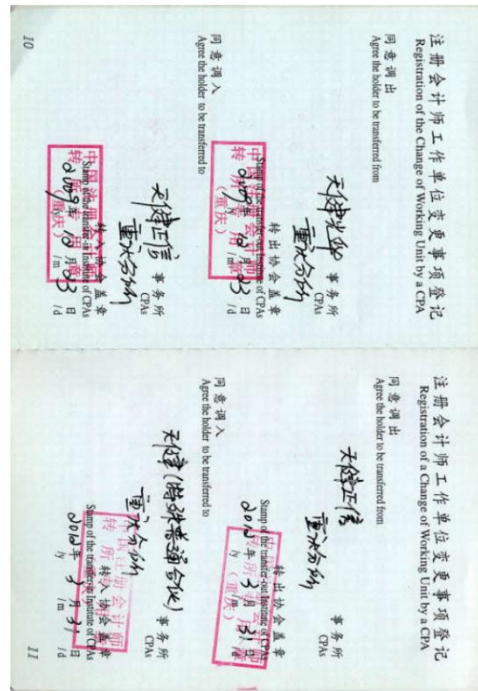 注册会计师工作单位变更事项登记
Registration of the Change of Working Unit by a CPA
同意调出
Agree the holder to be transferred from
天健光华
重庆分所
事务所
CPAs
转出协会盖章
Stamp of the transfer-out Institute of CPAs
2009年12月23日
/y /m /d
同意调入
Agree the holder to be transferred to
天健正信
重庆分所
事务所
CPAs
转入协会盖章
Stamp of the transfer-in Institute of CPAs
2009年12月23日
/y /m /d
10
注册会计师工作单位变更事项登记
Registration of a Change of Working Unit by a CPA
同意调出
Agree the holder to be transferred from
天健正信
重庆分所
事务所
CPAs
转出协会盖章
Stamp of the transfer-out Institute of CPAs
2012年3月31日
/y /m /d
同意调入
Agree the holder to be transferred to
天健(特殊普通合伙)
重庆分所
事务所
CPAs
转入协会盖章
Stamp of the transfer-in Institute of CPAs
2012年3月31日
/y /m /d
11